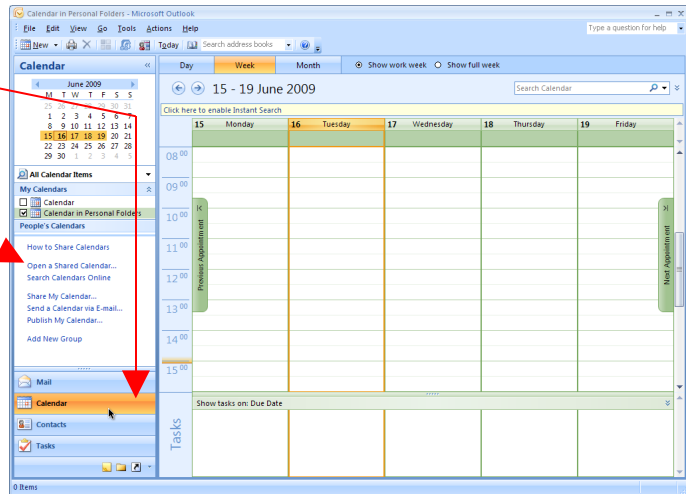 Calendar in Personal Folders - Microsoft Outlook
File Edit View Go Tools Actions Help
Type a question for help
New
Today
Search address books
Calendar «
June 2009
M T W T F S S
25 26 27 28 29 30 31
1 2 3 4 5 6 7
8 9 10 11 12 13 14
15 16 17 18 19 20 21
22 23 24 25 26 27 28
29 30 1 2 3 4 5
All Calendar Items
My Calendars
Calendar
Calendar in Personal Folders
People's Calendars
How to Share Calendars
Open a Shared Calendar...
Search Calendars Online
Share My Calendar...
Send a Calendar via E-mail...
Publish My Calendar...
Add New Group
Mail
Calendar
Contacts
Tasks
Day Week Month Show work week Show full week
15 - 19 June 2009
Search Calendar
Click here to enable Instant Search
15 Monday 16 Tuesday 17 Wednesday 18 Thursday 19 Friday
08 00
09 00
10 00
11 00
12 00
13 00
14 00
15 00
Previous Appointment
Next Appointment
Show tasks on: Due Date
Tasks
0 Items